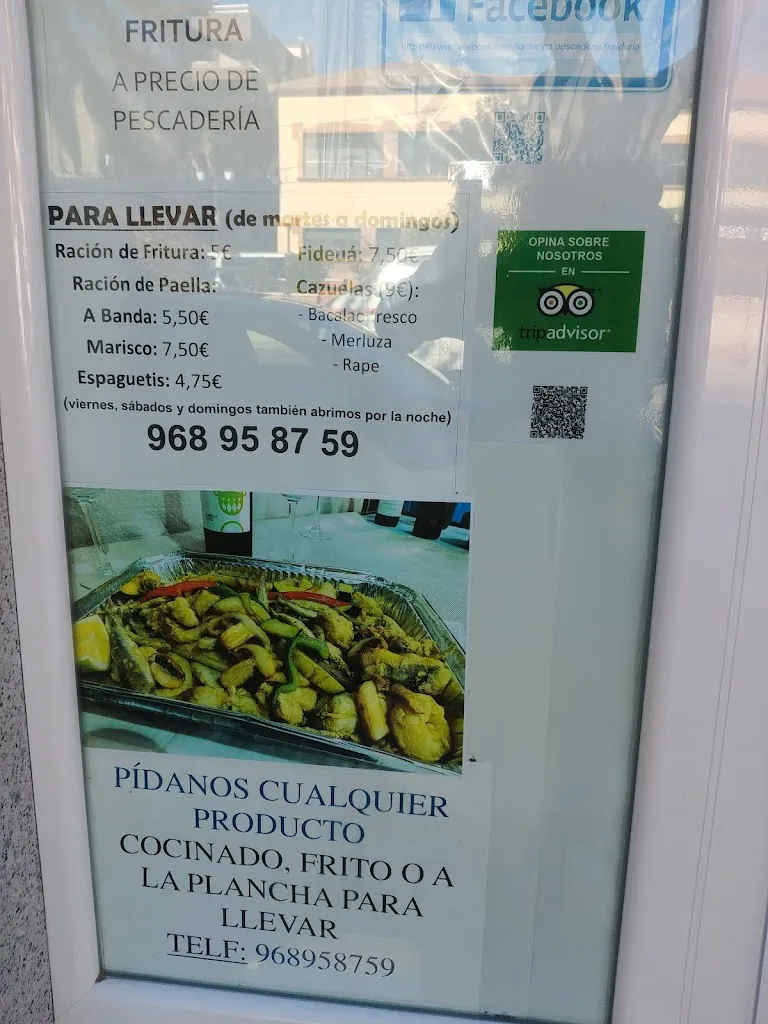 FRITURA
A PRECIO DE
PESCADERÍA
Facebook
PARA LLEVAR (de martes a domingos)
Ración de Fritura: 5€
Ración de Paella:
A Banda: 5,50€
Marisco: 7,50€
Espaguetis: 4,75€
Fideuá: 7,50€
Cazuelas (9€):
- Bacalao fresco
- Merluza
- Rape
(viernes, sábados y domingos también abrimos por la noche)
968 95 87 59
OPINA SOBRE
NOSOTROS
EN
tripadvisor
PÍDANOS CUALQUIER
PRODUCTO
COCINADO, FRITO O A
LA PLANCHA PARA
LLEVAR
TELF: 968958759